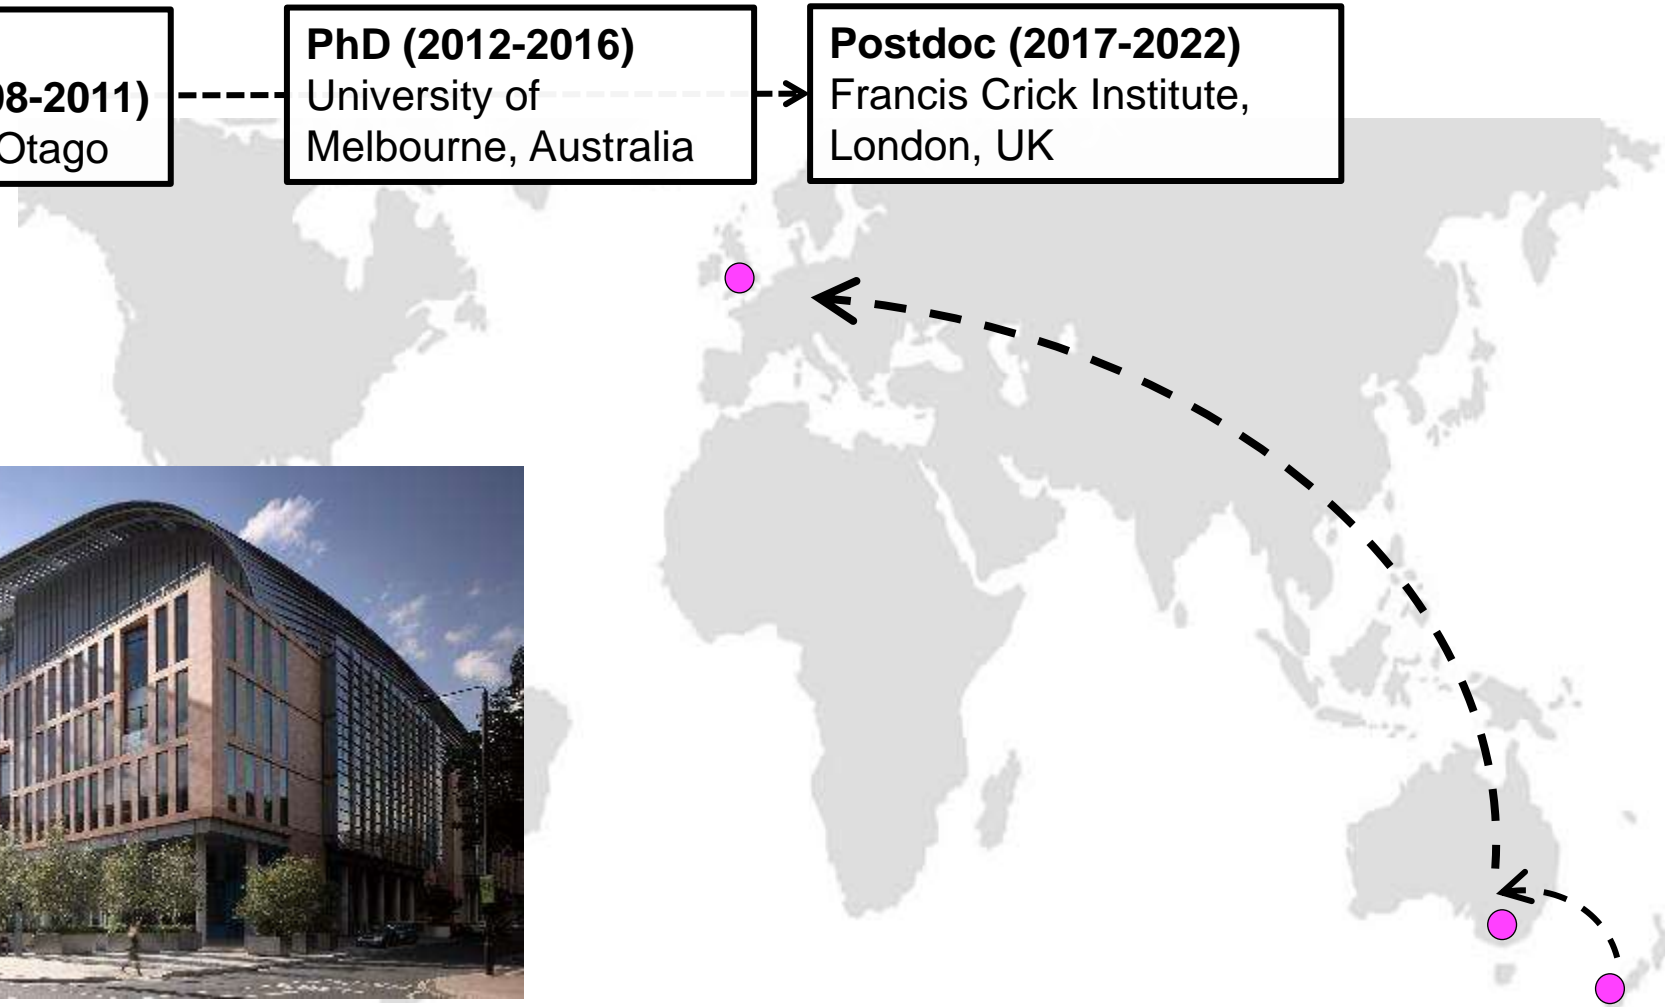 08-2011)
Otago
PhD (2012-2016)
University of
Melbourne, Australia
Postdoc (2017-2022)
Francis Crick Institute,
London, UK